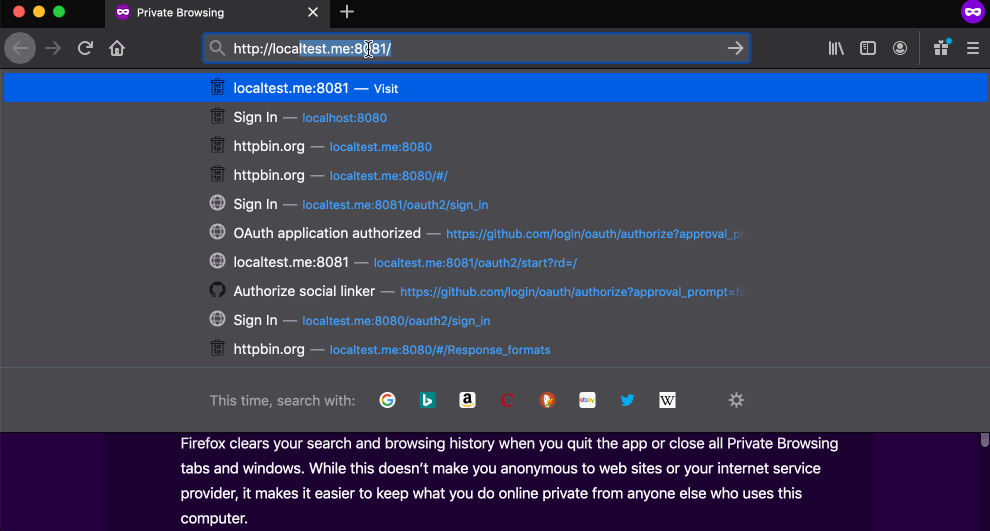 Private Browsing
http://localtest.me:8081/
localtest.me:8081 — Visit
Sign In — localhost:8080
httpbin.org — localtest.me:8080
httpbin.org — localtest.me:8080/#/
Sign In — localtest.me:8081/oauth2/sign_in
OAuth application authorized — https://github.com/login/oauth/authorize?approval_p
localtest.me:8081 — localtest.me:8081/oauth2/start?rd=/
Authorize social linker — https://github.com/login/oauth/authorize?approval_prompt=fo
Sign In — localtest.me:8080/oauth2/sign_in
httpbin.org — localtest.me:8080/#/Response_formats
This time, search with:
Firefox clears your search and browsing history when you quit the app or close all Private Browsing
tabs and windows. While this doesn’t make you anonymous to web sites or your internet service
provider, it makes it easier to keep what you do online private from anyone else who uses this
computer.